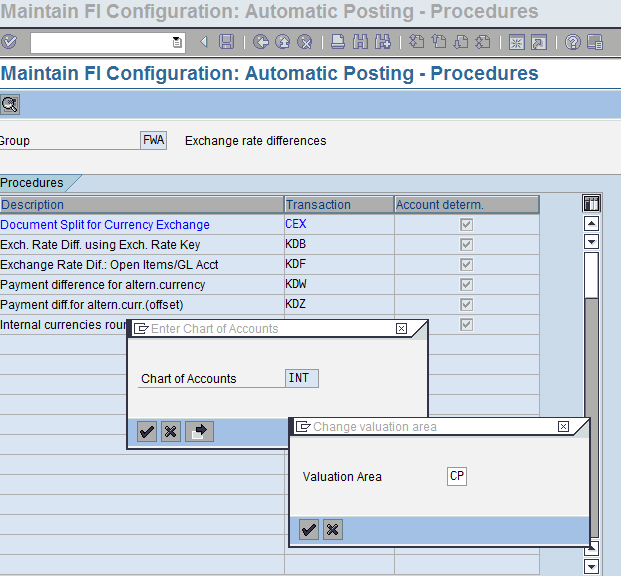 Maintain FI Configuration: Automatic Posting - Procedures
Maintain FI Configuration: Automatic Posting - Procedures
Group FWA Exchange rate differences
Procedures
Description Transaction Account determ.
Document Split for Currency Exchange CEX
Exch. Rate Diff. using Exch. Rate Key KDB
Exchange Rate Dif.: Open Items/GL Acct KDF
Payment difference for altern.currency KDW
Payment diff.for altern.curr.(offset) KDZ
Internal currencies
Enter Chart of Accounts
Chart of Accounts INT
Change valuation area
Valuation Area CP